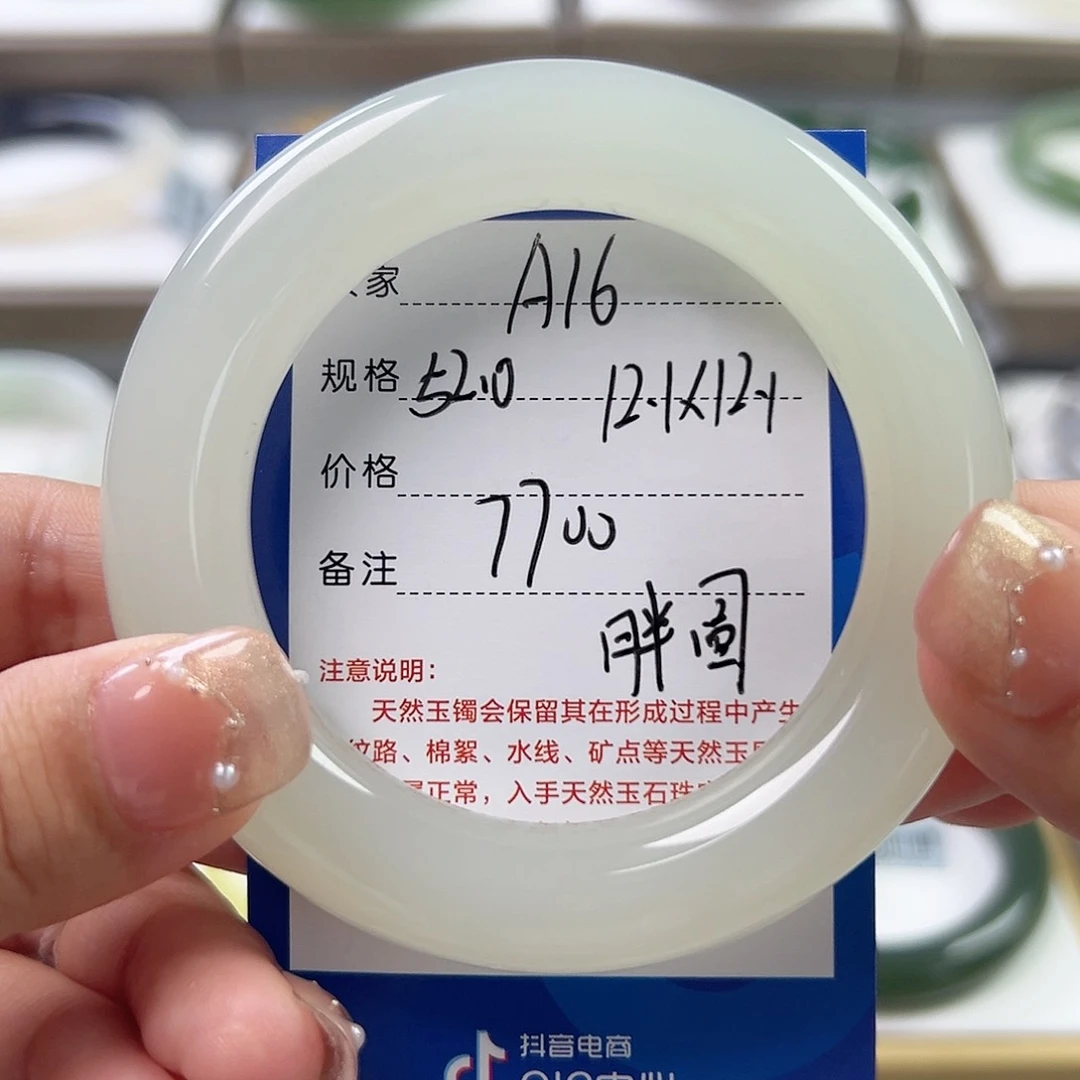 家 A16
规格 52.0 12.1X12.1
价格 7700
备注 胖圆
注意说明：
天然玉镯会保留其在形成过程中产生
纹路、棉絮、水线、矿点等天然玉
正常，入手天然玉石珠
抖音电商